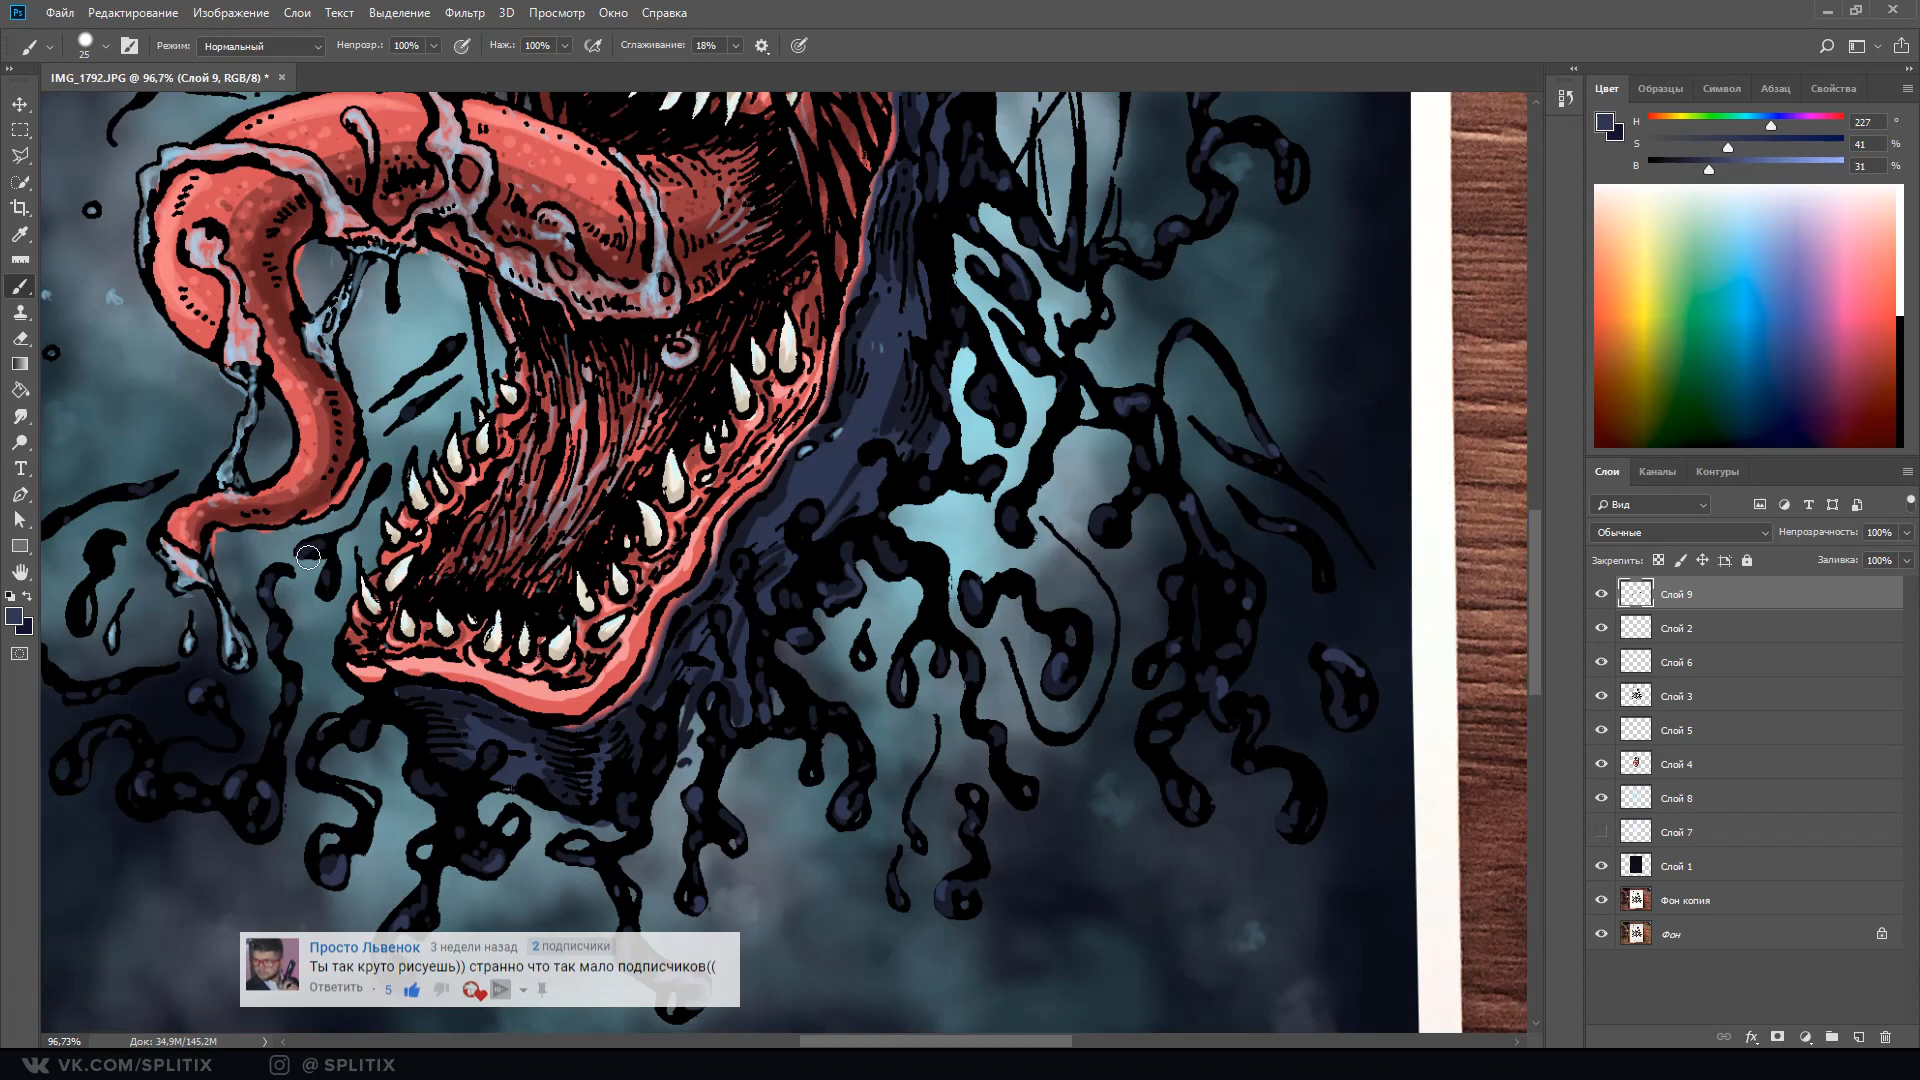 Ps Файл Редактирование Изображение Слои Текст Выделение Фильтр 3D Просмотр Окно Справка
25 Режим: Нормальный Непрозр.: 100% Наж.: 100% Сглаживание: 18%
IMG_1792.JPG @ 96,7% (Слой 9, RGB/8) *
Цвет Образцы Символ Абзац Свойства
H 227 °
S 41 %
B 31 %
Слои Каналы Контуры
Вид
Обычные Непрозрачность: 100%
Закрепить: Заливка: 100%
Слой 9
Слой 2
Слой 6
Слой 3
Слой 5
Слой 4
Слой 8
Слой 7
Слой 1
Фон копия
Фон
Просто Львенок 3 недели назад 2 подписчики
Ты так круто рисуешь)) странно что так мало подписчиков((
Ответить · 5
96,73% Док: 34,9M/145,2M
VK.COM/SPLITIX @ SPLITIX